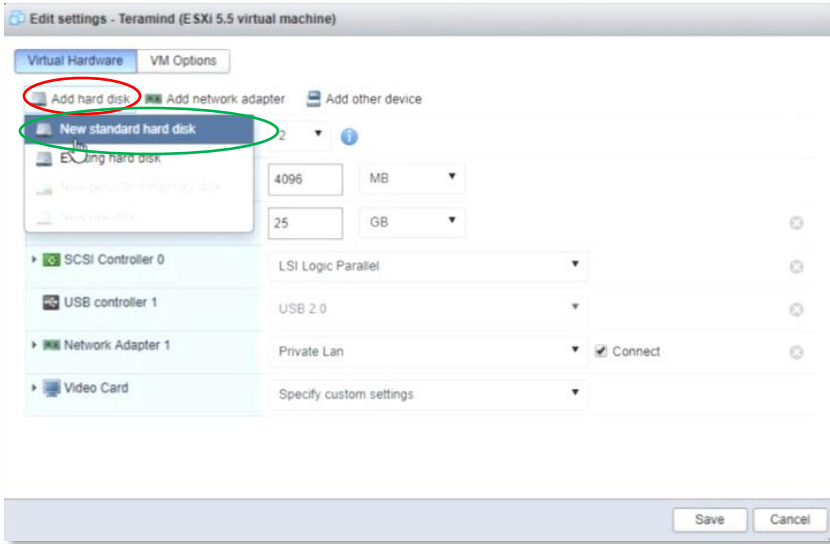 Edit settings - Teramind (ESXi 5.5 virtual machine)
Virtual Hardware VM Options
Add hard disk Add network adapter Add other device
New standard hard disk 2
hard disk
4096 MB
25 GB
SCSI Controller 0 LSI Logic Parallel
USB controller 1 USB 2.0
Network Adapter 1 Private Lan Connect
Video Card Specify custom settings
Save Cancel